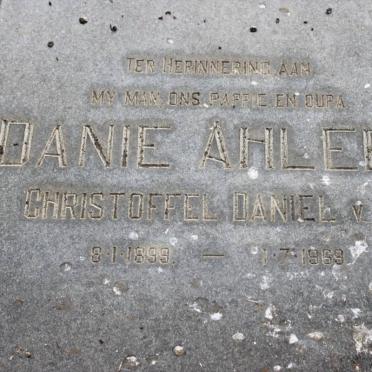 TER HERINNERING AAN
MY MAN, ONS PAPPIE EN OUPA
DANIE AHLE
CHRISTOFFEL DANIEL V
8·1·1899 — 1·7·1969